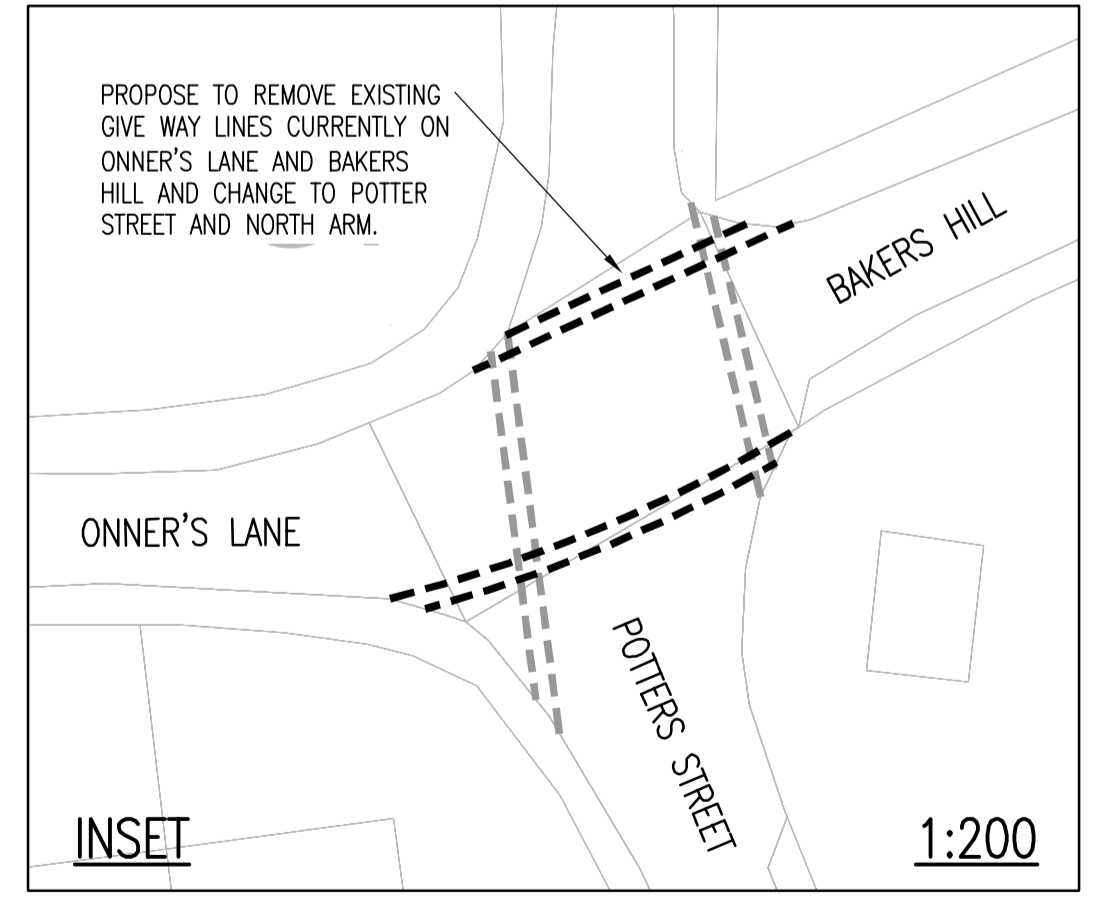 PROPOSE TO REMOVE EXISTING
GIVE WAY LINES CURRENTLY ON
ONNER'S LANE AND BAKERS
HILL AND CHANGE TO POTTER
STREET AND NORTH ARM.
BAKERS HILL
ONNER'S LANE
POTTERS STREET
INSET
1:200